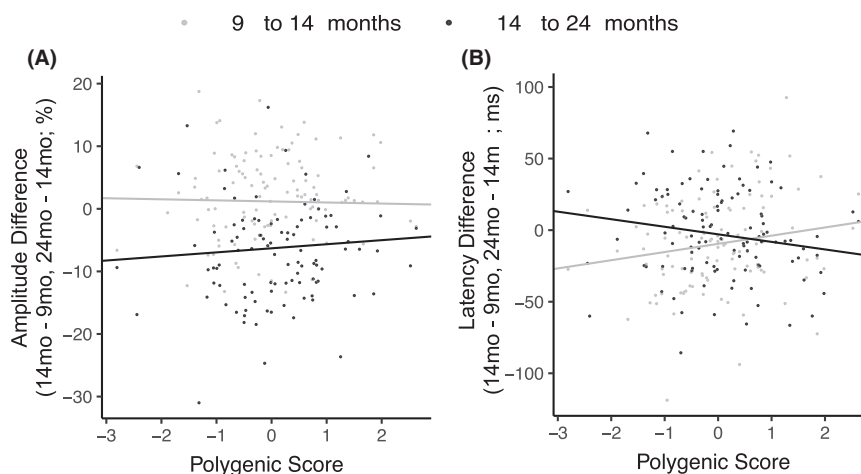 9 to 14 months 14 to 24 months
(A)
Amplitude Difference
(14mo - 9mo, 24mo - 14mo; %)
20
10
0
−10
−20
−30
−3 −2 −1 0 1 2
Polygenic Score
(B)
Latency Difference
(14mo - 9mo, 24mo - 14m ; ms)
100
50
0
−50
−100
−3 −2 −1 0 1 2
Polygenic Score